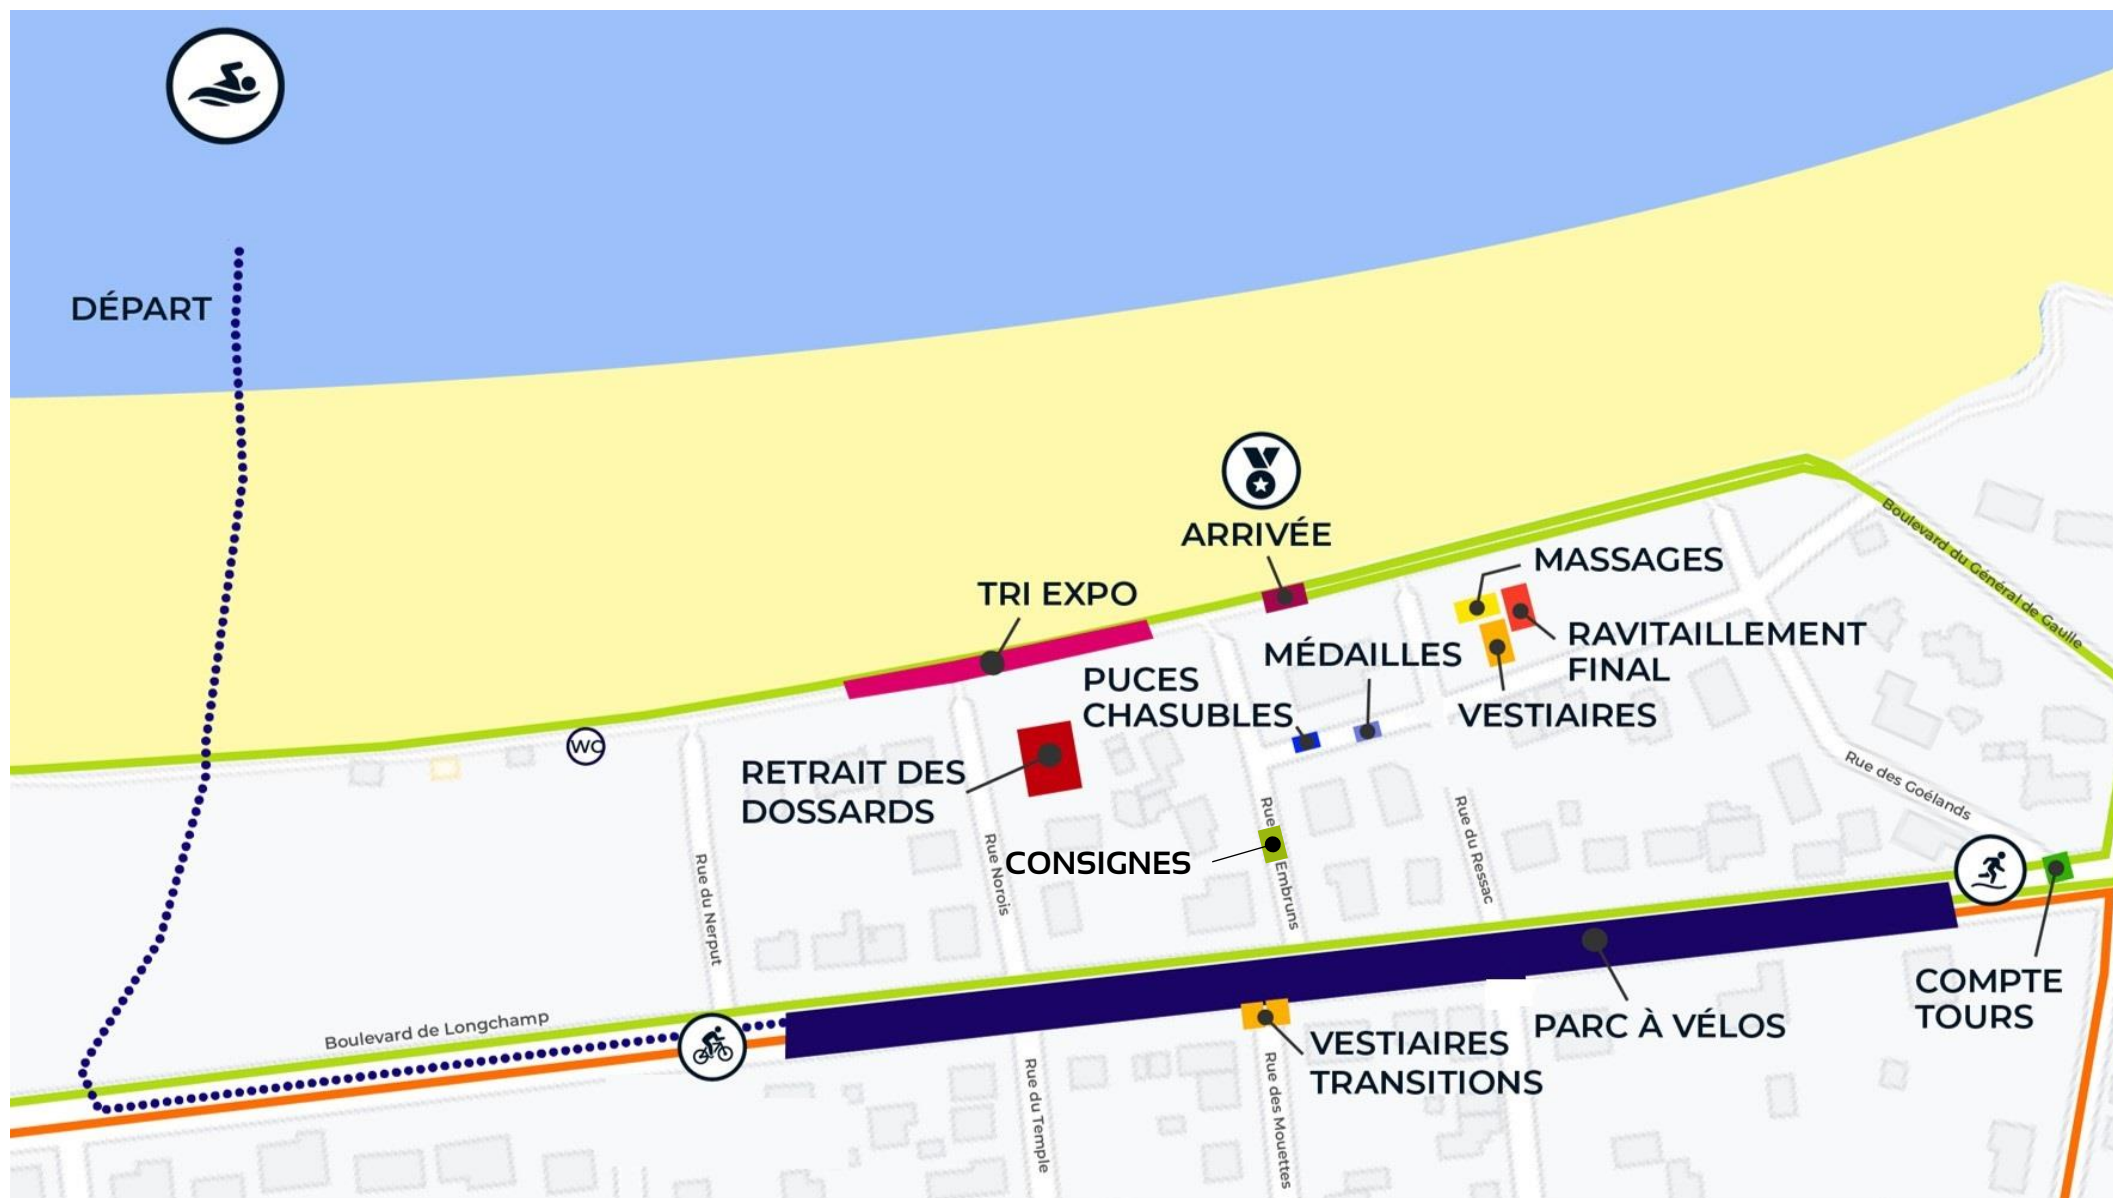 DÉPART
ARRIVÉE
Boulevard du Général de Gaulle
MASSAGES
TRI EXPO
RAVITAILLEMENT
FINAL
MÉDAILLES
PUCES
CHASUBLES
VESTIAIRES
WC
RETRAIT DES
DOSSARDS
Rue des Goélands
Rue Embruns
Rue du Ressac
Rue Norois
CONSIGNES
Rue du Nerput
COMPTE
TOURS
Boulevard de Longchamp
PARC À VÉLOS
VESTIAIRES
TRANSITIONS
Rue du Temple
Rue des Mouettes